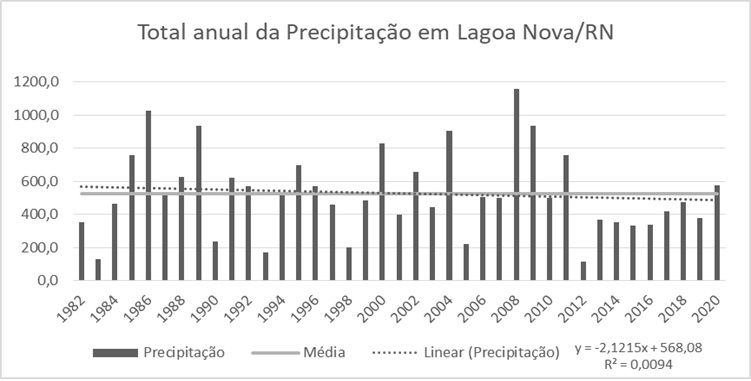 Total anual da Precipitação em Lagoa Nova/RN
1200,0
1000,0
800,0
600,0
400,0
200,0
0,0
1982 1984 1986 1988 1990 1992 1994 1996 1998 2000 2002 2004 2006 2008 2010 2012 2014 2016 2018 2020
Precipitação Média Linear (Precipitação) y = -2,1215x + 568,08
R² = 0,0094